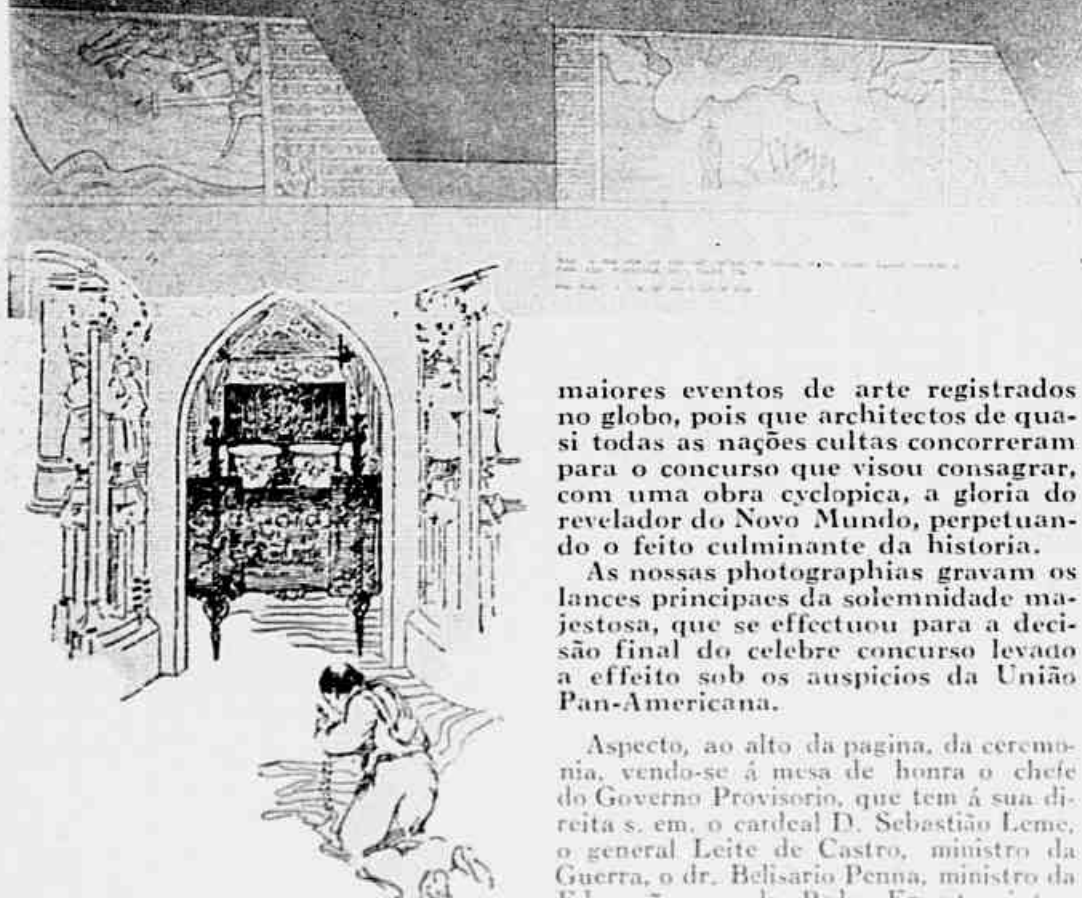 maiores eventos de arte registrados
no globo, pois que architectos de qua-
si todas as nações cultas concorreram
para o concurso que visou consagrar,
com uma obra cyclopica, a gloria do
revelador do Novo Mundo, perpetuan-
do o feito culminante da historia.
As nossas photographias gravam os
lances principaes da solemnidade ma-
jestosa, que se effectuou para a deci-
são final do celebre concurso levado
a effeito sob os auspicios da União
Pan-Americana.
Aspecto, ao alto da pagina, da ceremo-
nia, vendo-se á mesa de honra o chefe
do Governo Provisorio, que tem á sua di-
reita s. em. o cardeal D. Sebastião Leme,
o general Leite de Castro, ministro da
Guerra, o dr. Belisario Penna, ministro da